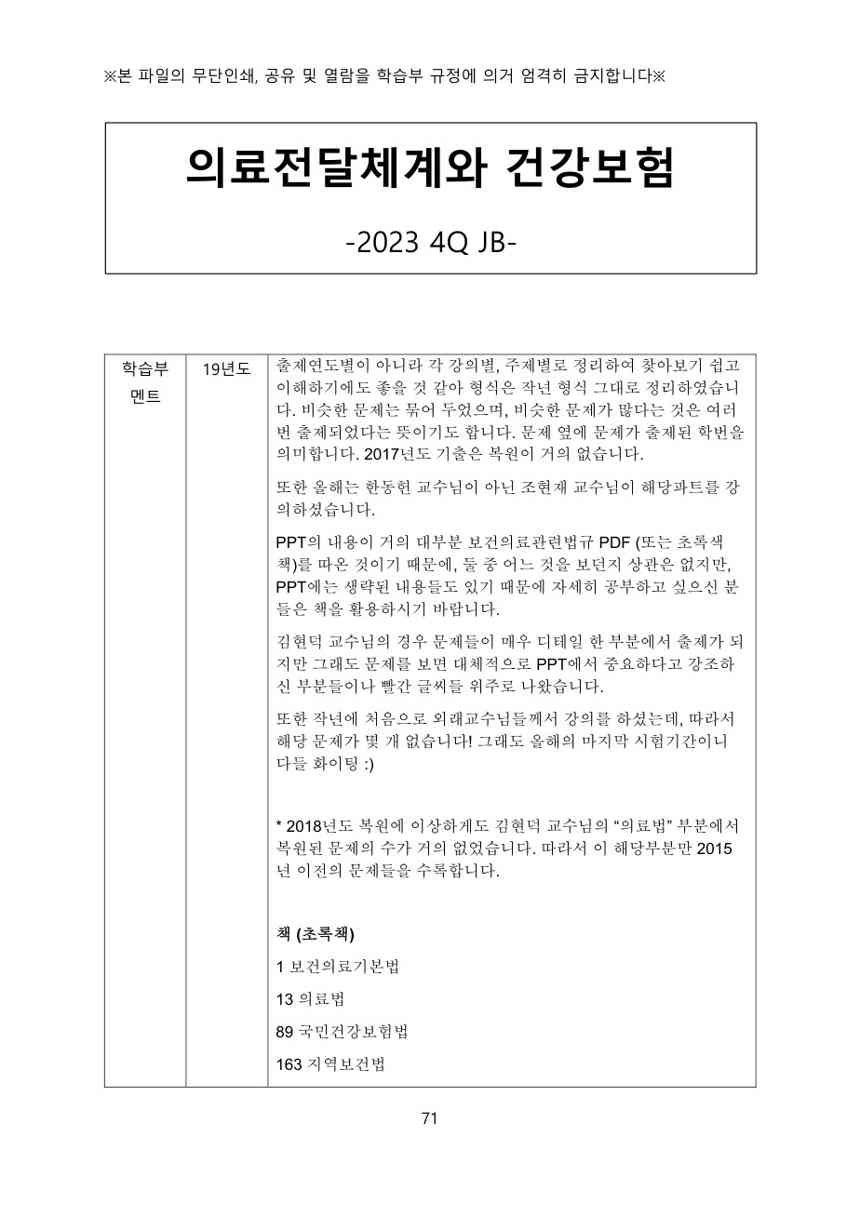 ※본 파일의 무단인쇄, 공유 및 열람을 학습부 규정에 의거 엄격히 금지합니다※
의료전달체계와 건강보험
-2023 4Q JB-
학습부
멘트
19년도
출제연도별이 아니라 각 강의별, 주제별로 정리하여 찾아보기 쉽고
이해하기에도 좋을 것 같아 형식은 작년 형식 그대로 정리하였습니
다. 비슷한 문제는 묶어 두었으며, 비슷한 문제가 많다는 것은 여러
번 출제되었다는 뜻이기도 합니다. 문제 옆에 문제가 출제된 학번을
의미합니다. 2017년도 기출은 복원이 거의 없습니다.
또한 올해는 한동헌 교수님이 아닌 조현재 교수님이 해당파트를 강
의하셨습니다.
PPT의 내용이 거의 대부분 보건의료관련법규 PDF (또는 초록색
책)를 따온 것이기 때문에, 둘 중 어느 것을 보던지 상관은 없지만,
PPT에는 생략된 내용들도 있기 때문에 자세히 공부하고 싶으신 분
들은 책을 활용하시기 바랍니다.
김현덕 교수님의 경우 문제들이 매우 디테일 한 부분에서 출제가 되
지만 그래도 문제를 보면 대체적으로 PPT에서 중요하다고 강조하
신 부분들이나 빨간 글씨들 위주로 나왔습니다.
또한 작년에 처음으로 외래교수님들께서 강의를 하셨는데, 따라서
해당 문제가 몇 개 없습니다! 그래도 올해의 마지막 시험기간이니
다들 화이팅 :)
* 2018년도 복원에 이상하게도 김현덕 교수님의 “의료법” 부분에서
복원된 문제의 수가 거의 없었습니다. 따라서 이 해당부분만 2015
년 이전의 문제들을 수록합니다.
책 (초록책)
1 보건의료기본법
13 의료법
89 국민건강보험법
163 지역보건법
71